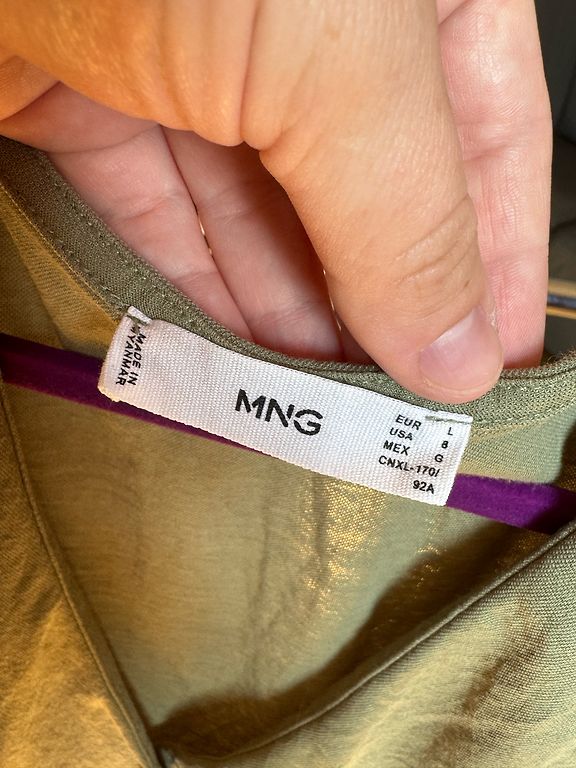 MADE IN
MYANMAR
MNG
EUR L
USA 8
MEX G
CNXL-170/
92A